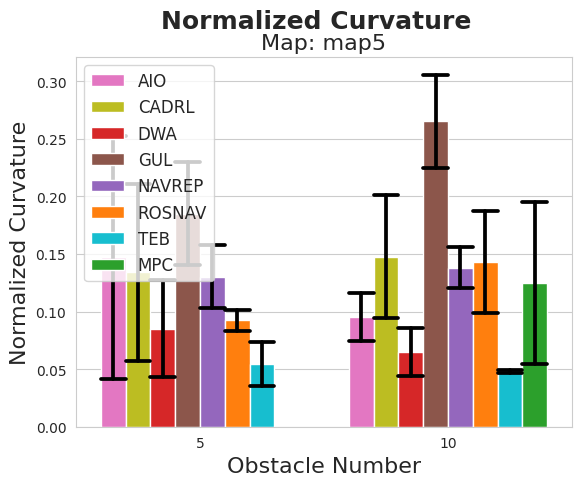 Normalized Curvature
Map: map5
Normalized Curvature
0.30
0.25
0.20
0.15
0.10
0.05
0.00
AIO
CADRL
DWA
GUL
NAVREP
ROSNAV
TEB
MPC
5
10
Obstacle Number